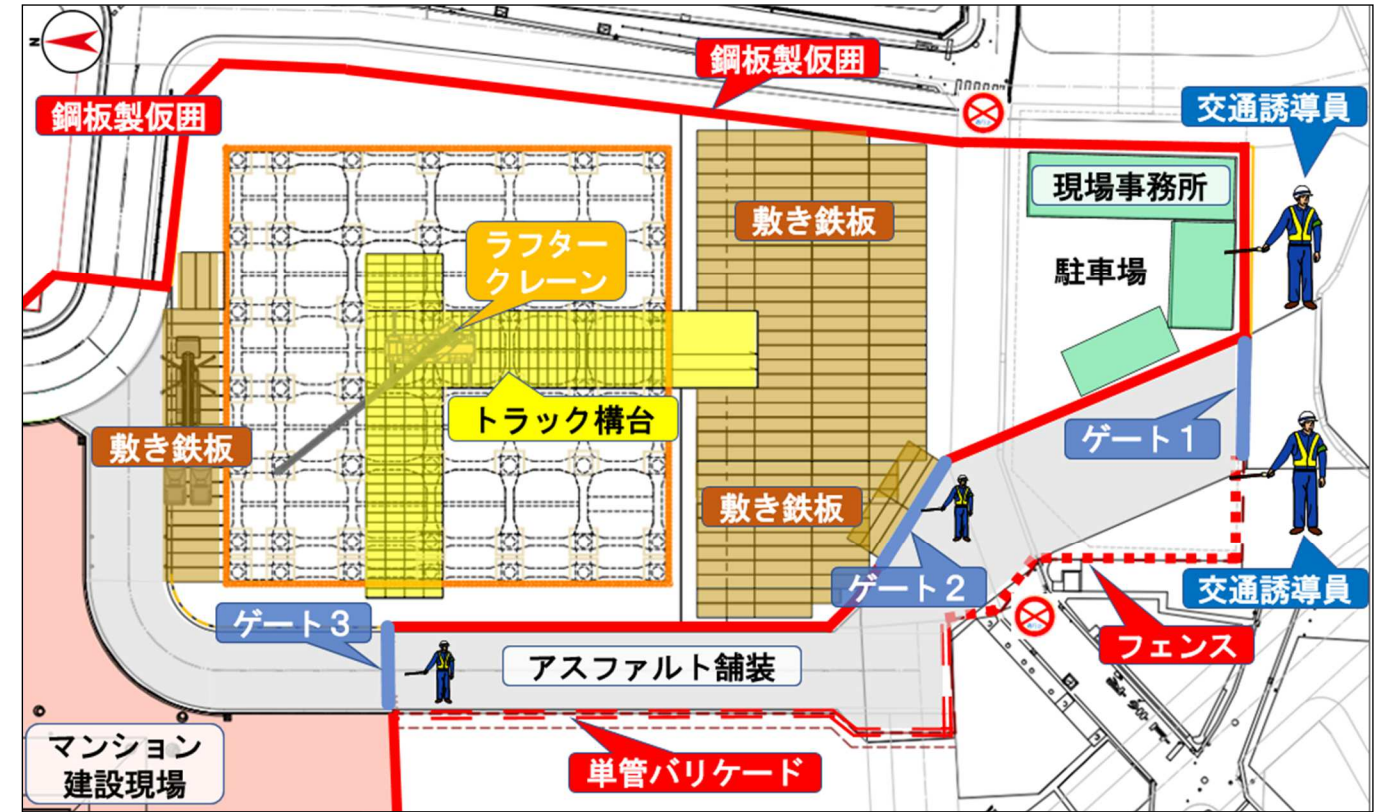 N
鋼板製仮囲
鋼板製仮囲
交通誘導員
現場事務所
敷き鉄板
ラフター
クレーン
駐車場
トラック構台
敷き鉄板
ゲート1
敷き鉄板
ゲート2
交通誘導員
ゲート3
フェンス
アスファルト舗装
マンション
建設現場
単管バリケード